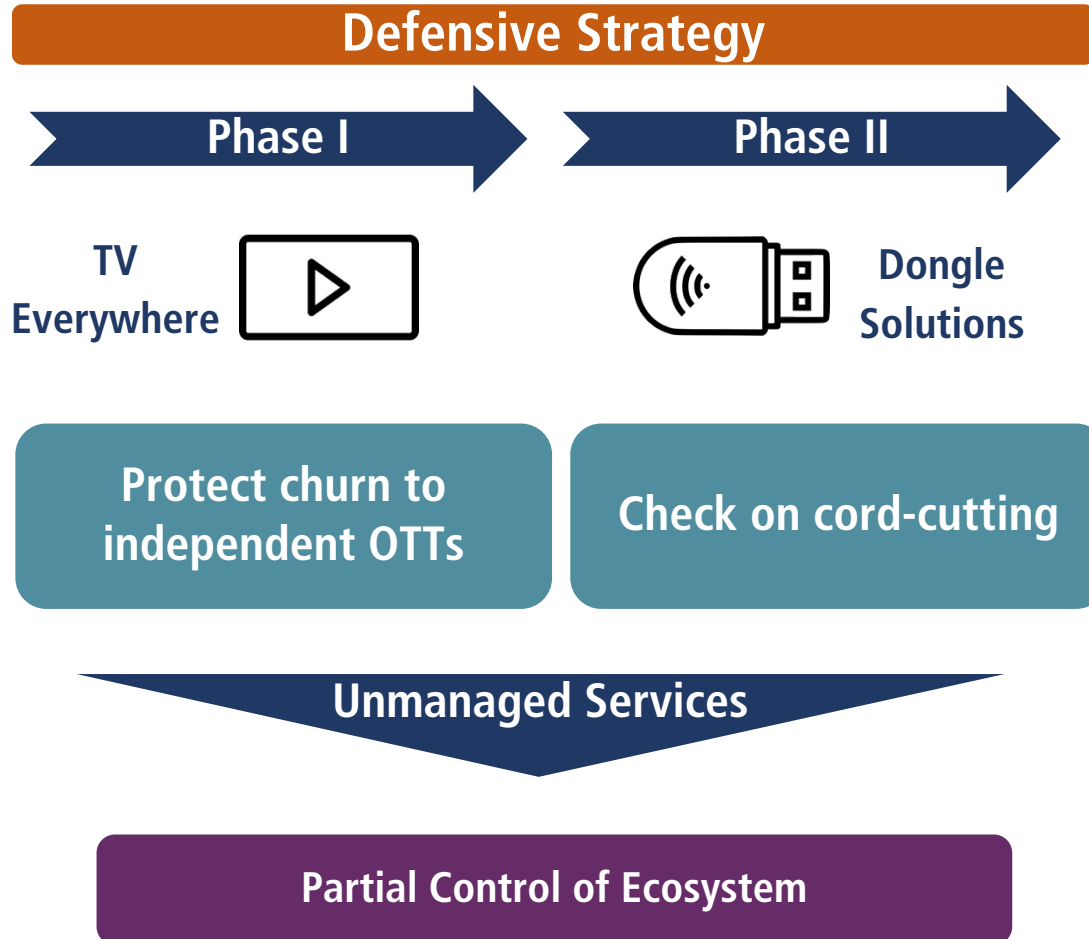 Defensive Strategy
Phase I
Phase II
TV
Everywhere
Dongle
Solutions
Protect churn to
independent OTTs
Check on cord-cutting
Unmanaged Services
Partial Control of Ecosystem